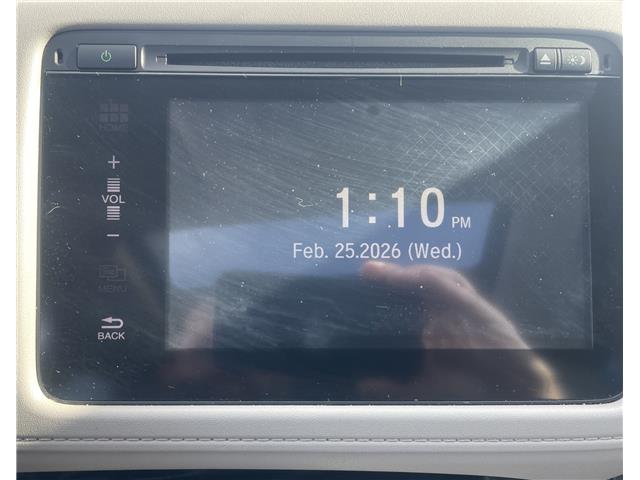 HOME
+
VOL
−
MENU
BACK
1:10 PM
Feb. 25.2026 (Wed.)